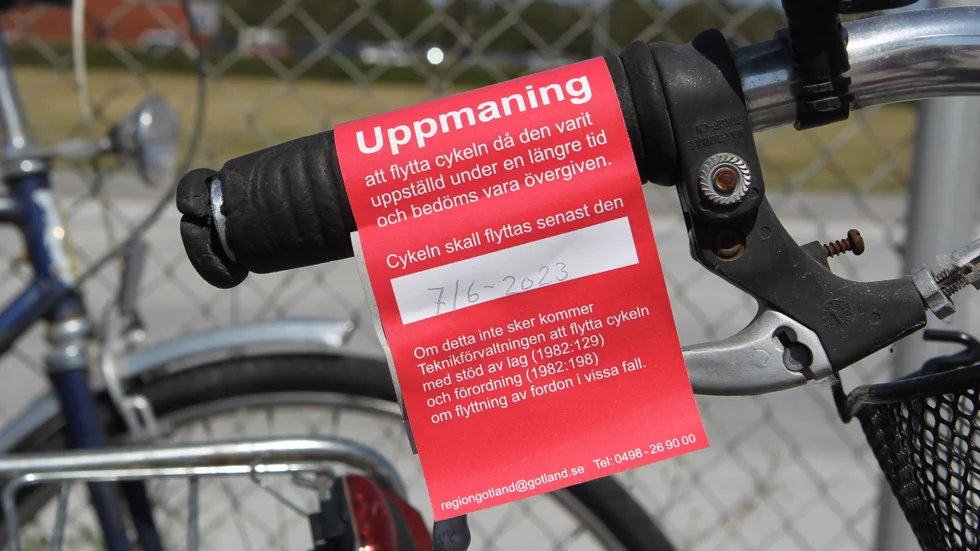 Uppmaning
att flytta cykeln då den varit
uppställd under en längre tid
och bedöms vara övergiven.
Cykeln skall flyttas senast den
7/6-2023
Om detta inte sker kommer
Teknikförvaltningen att flytta cykeln
med stöd av lag (1982:129)
och förordning (1982:198)
om flyttning av fordon i vissa fall.
regiongotland@gotland.se Tel: 0498 - 26 90 00